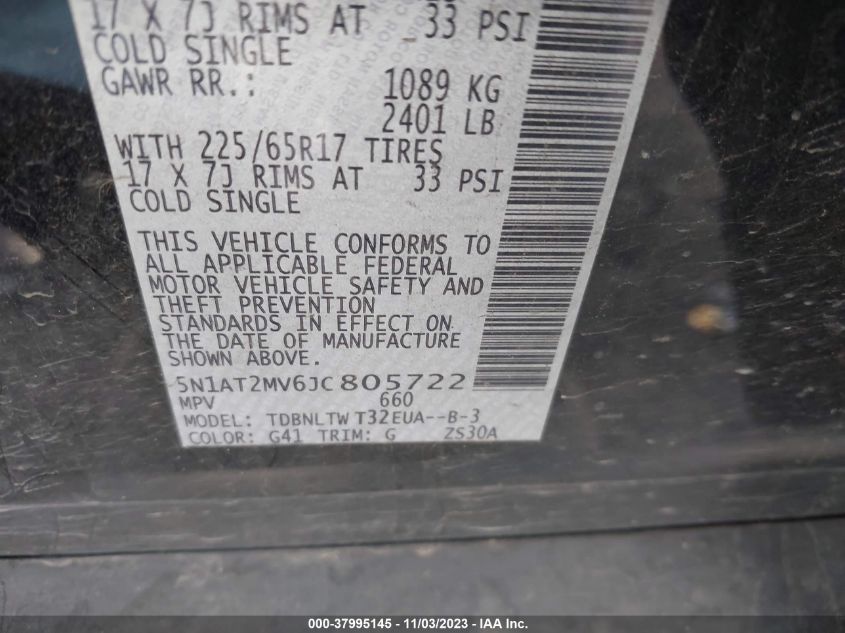 17 X 7J RIMS AT 33 PSI
COLD SINGLE
GAWR RR.: 1089 KG
2401 LB
WITH 225/65R17 TIRES
17 X 7J RIMS AT 33 PSI
COLD SINGLE
THIS VEHICLE CONFORMS TO
ALL APPLICABLE FEDERAL
MOTOR VEHICLE SAFETY AND
THEFT PREVENTION
STANDARDS IN EFFECT ON
THE DATE OF MANUFACTURE
SHOWN ABOVE.
5N1AT2MV6JC805722
MPV 660
MODEL: TDBNLTW T32EUA--B-3
COLOR: G41 TRIM: G ZS30A
000-37995145 - 11/03/2023 - IAA Inc.